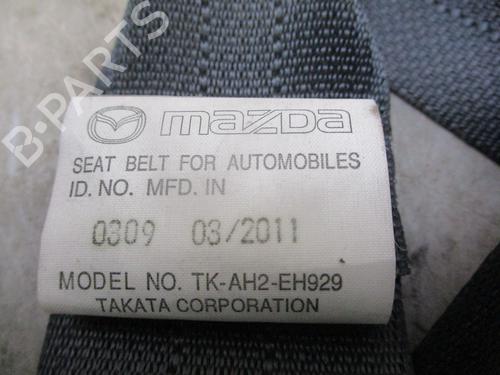 mazda
SEAT BELT FOR AUTOMOBILES
ID. NO. MFD. IN
0309 03/2011
MODEL NO. TK-AH2-EH929
TAKATA CORPORATION
B-PARTS